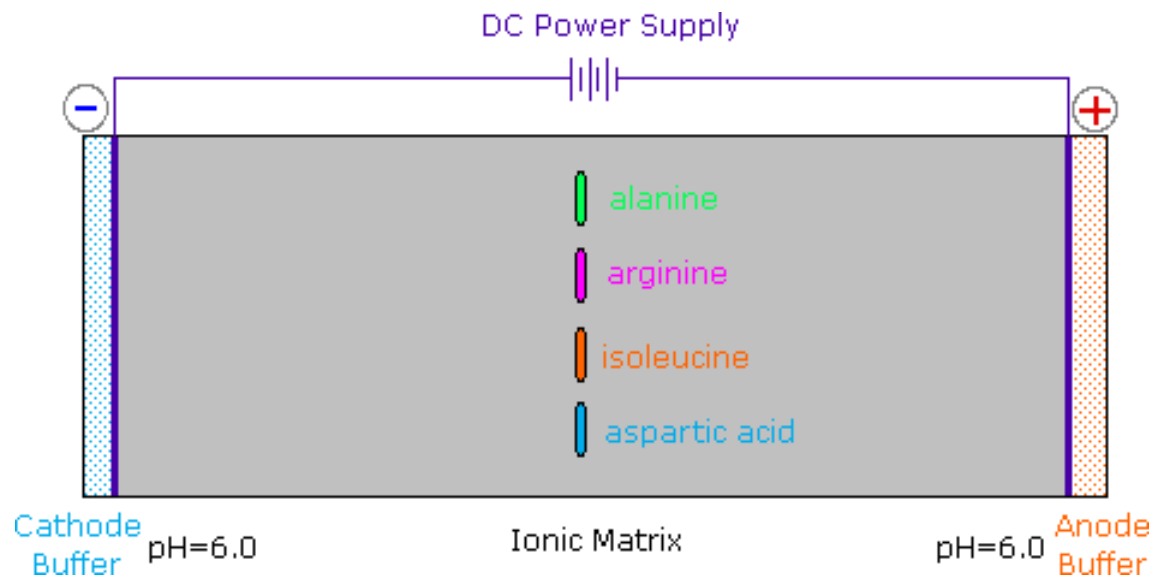 DC Power Supply
−
+
alanine
arginine
isoleucine
aspartic acid
Cathode
Buffer
pH=6.0
Ionic Matrix
pH=6.0
Anode
Buffer